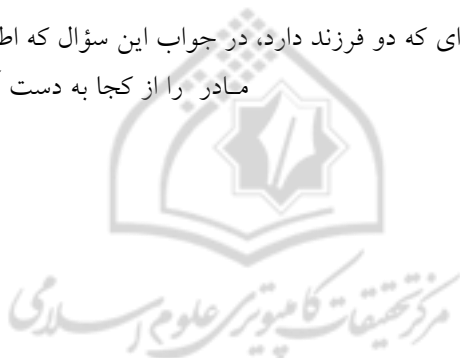 ای که دو فرزند دارد، در جواب این سؤال که
مـادر را از کجا به دست
مرکز تحقیقات کامپیوتری علوم اسلامی